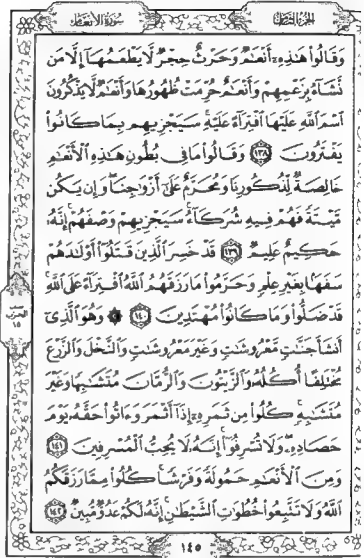 الجزء الثامن
سورة الأنعام
وَقَالُوا۟ هَـٰذِهِۦٓ أَنْعَـٰمٌ وَحَرْثٌ حِجْرٌ لَّا يَطْعَمُهَآ إِلَّا مَن
نَّشَآءُ بِزَعْمِهِمْ وَأَنْعَـٰمٌ حُرِّمَتْ ظُهُورُهَا وَأَنْعَـٰمٌ لَّا يَذْكُرُونَ
ٱسْمَ ٱللَّهِ عَلَيْهَا ٱفْتِرَآءً عَلَيْهِ ۚ سَيَجْزِيهِم بِمَا كَانُوا۟
يَفْتَرُونَ ١٣٨ وَقَالُوا۟ مَا فِى بُطُونِ هَـٰذِهِ ٱلْأَنْعَـٰمِ
خَالِصَةٌ لِّذُكُورِنَا وَمُحَرَّمٌ عَلَىٰٓ أَزْوَٰجِنَا ۖ وَإِن يَكُن
مَّيْتَةً فَهُمْ فِيهِ شُرَكَآءُ ۚ سَيَجْزِيهِمْ وَصْفَهُمْ ۚ إِنَّهُۥ
حَكِيمٌ عَلِيمٌ ١٣٩ قَدْ خَسِرَ ٱلَّذِينَ قَتَلُوٓا۟ أَوْلَـٰدَهُمْ
سَفَهًۢا بِغَيْرِ عِلْمٍ وَحَرَّمُوا۟ مَا رَزَقَهُمُ ٱللَّهُ ٱفْتِرَآءً عَلَى ٱللَّهِ ۚ
قَدْ ضَلُّوا۟ وَمَا كَانُوا۟ مُهْتَدِينَ ١٤٠ ۞ وَهُوَ ٱلَّذِىٓ
أَنشَأَ جَنَّـٰتٍ مَّعْرُوشَـٰتٍ وَغَيْرَ مَعْرُوشَـٰتٍ وَٱلنَّخْلَ وَٱلزَّرْعَ
مُخْتَلِفًا أُكُلُهُۥ وَٱلزَّيْتُونَ وَٱلرُّمَّانَ مُتَشَـٰبِهًا وَغَيْرَ
مُتَشَـٰبِهٍ ۚ كُلُوا۟ مِن ثَمَرِهِۦٓ إِذَآ أَثْمَرَ وَءَاتُوا۟ حَقَّهُۥ يَوْمَ
حَصَادِهِۦ ۖ وَلَا تُسْرِفُوٓا۟ ۚ إِنَّهُۥ لَا يُحِبُّ ٱلْمُسْرِفِينَ ١٤١
وَمِنَ ٱلْأَنْعَـٰمِ حَمُولَةً وَفَرْشًا ۚ كُلُوا۟ مِمَّا رَزَقَكُمُ
ٱللَّهُ وَلَا تَتَّبِعُوا۟ خُطُوَٰتِ ٱلشَّيْطَـٰنِ ۚ إِنَّهُۥ لَكُمْ عَدُوٌّ مُّبِينٌ ١٤٢
الحزب
١٥
١٤٥